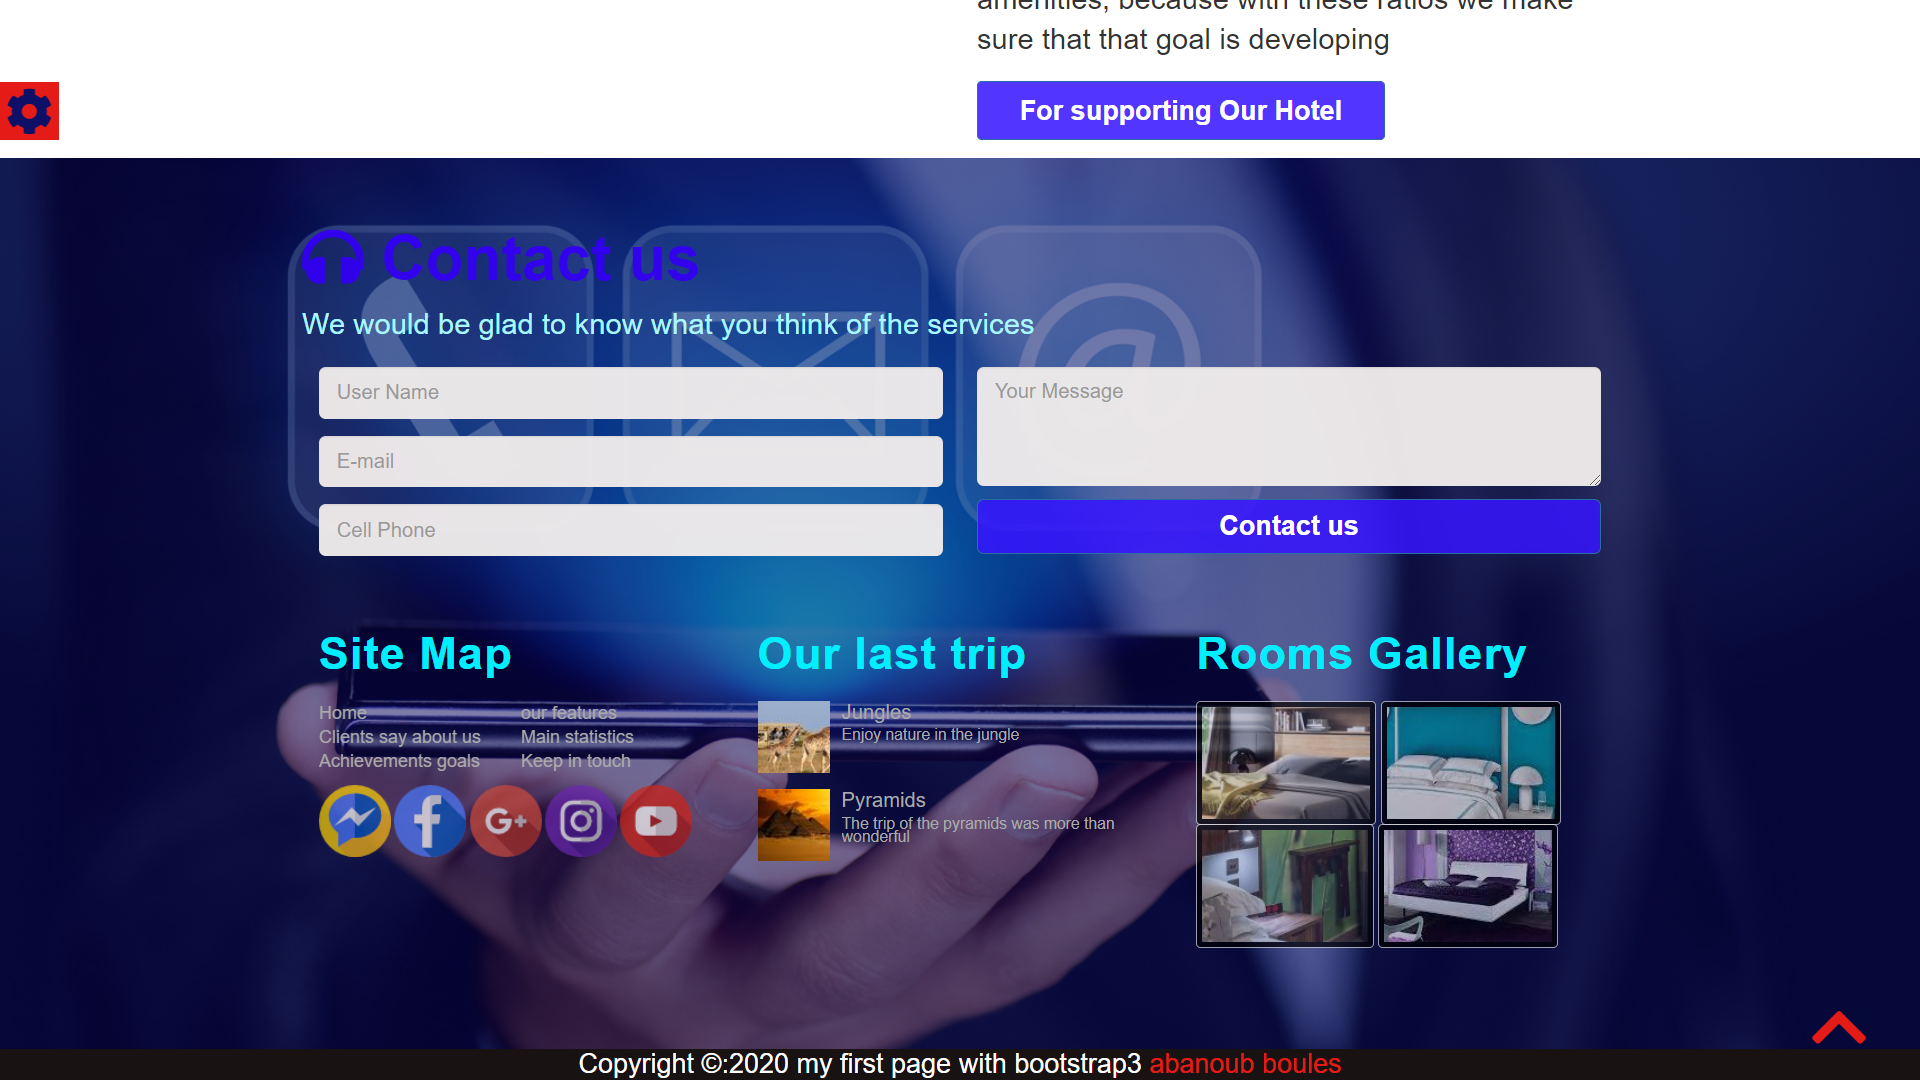 amenities, because with these ratios we make
sure that that goal is developing
For supporting Our Hotel
Contact us
We would be glad to know what you think of the services
User Name
E-mail
Cell Phone
Your Message
Contact us
Site Map
Home
our features
Clients say about us
Main statistics
Achievements goals
Keep in touch
Our last trip
Jungles
Enjoy nature in the jungle
Pyramids
The trip of the pyramids was more than
wonderful
Rooms Gallery
Copyright ©:2020 my first page with bootstrap3 abanoub boules